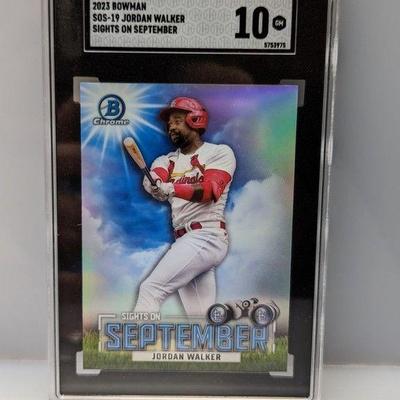 2023 BOWMAN
SOS-19 JORDAN WALKER
SIGHTS ON SEPTEMBER
10 GM
5753975
B
Chrome
Cardinals
SIGHTS ON
SEPTEMBER
JORDAN WALKER